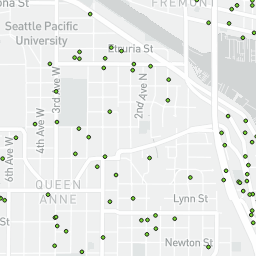 ona St
FREMONT
Seattle Pacific
University
Etruria St
3rd Ave W
2nd Ave N
4th Ave W
6th Ave W
QUEEN
ANNE
Lynn St
St
Newton St